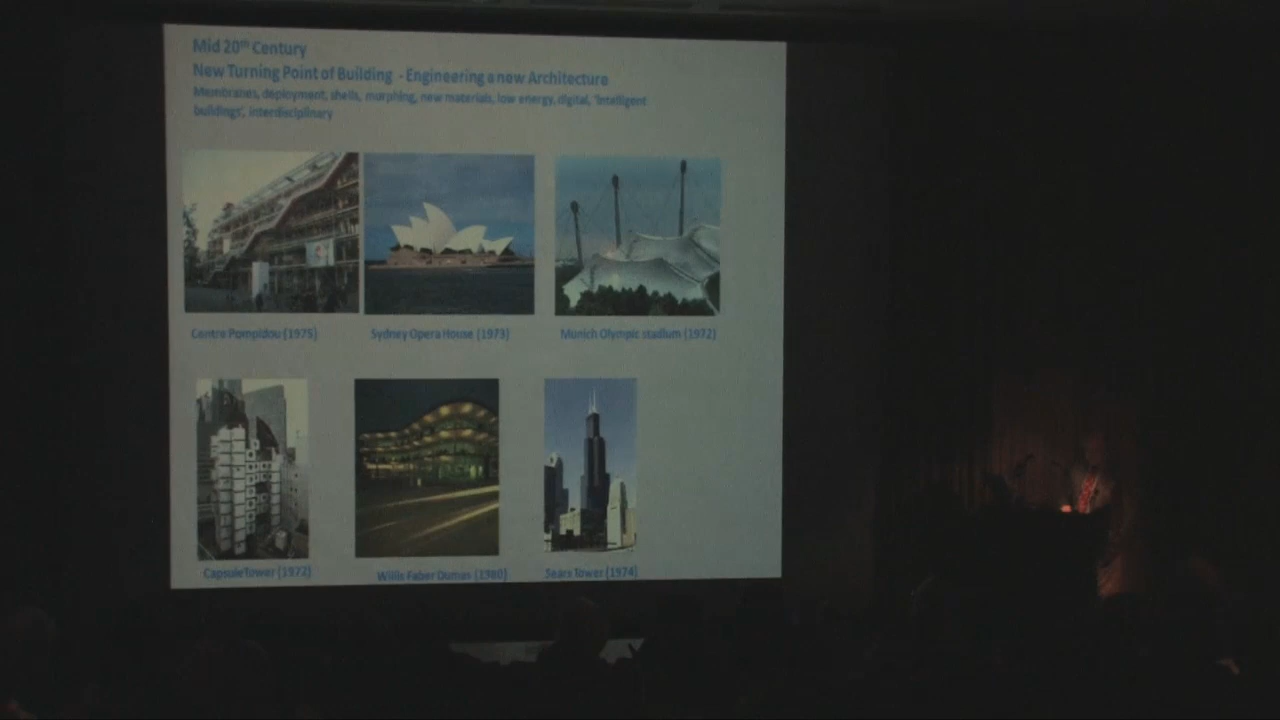 Mid 20th Century
New Turning Point of Building - Engineering a new Architecture
Membranes, deployment, shells, morphing, new materials, low energy, digital, 'intelligent
buildings', interdisciplinary
Centre Pompidou (1975)
Sydney Opera House (1973)
Munich Olympic stadium (1972)
Capsule Tower (1972)
Willis Faber Dumas (1980)
Sears Tower (1974)